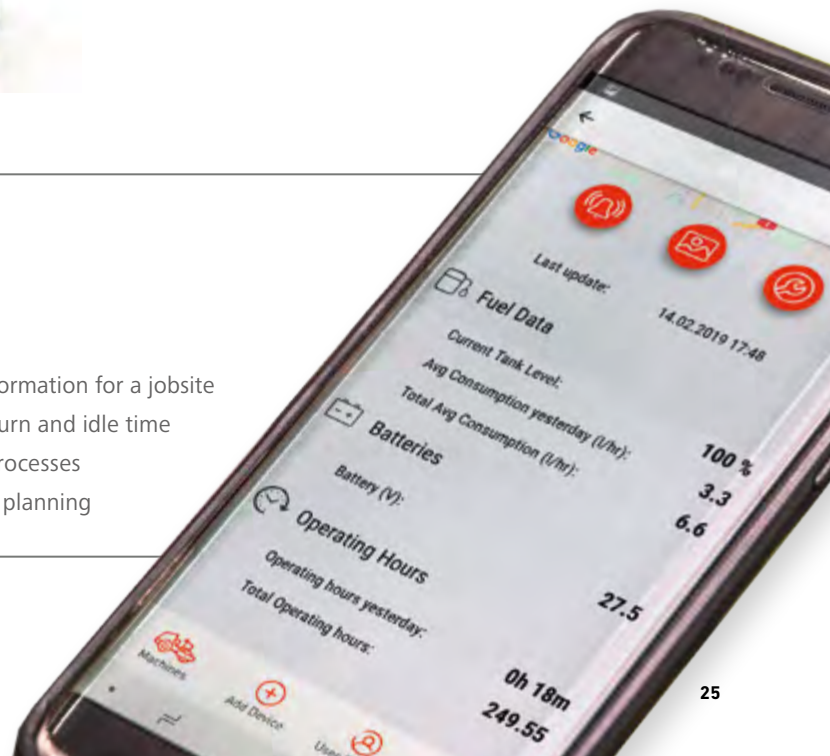 formation for a jobsite
urn and idle time
rocesses
planning
Google
Last update: 14.02.2019 17:48
Fuel Data
Current Tank Level: 100 %
Avg Consumption yesterday (l/hr): 3.3
Total Avg Consumption (l/hr): 6.6
Batteries
Battery (V): 27.5
Operating Hours
Operating hours yesterday: 0h 18m
Total Operating hours: 249.55
Machines
Add Device
25